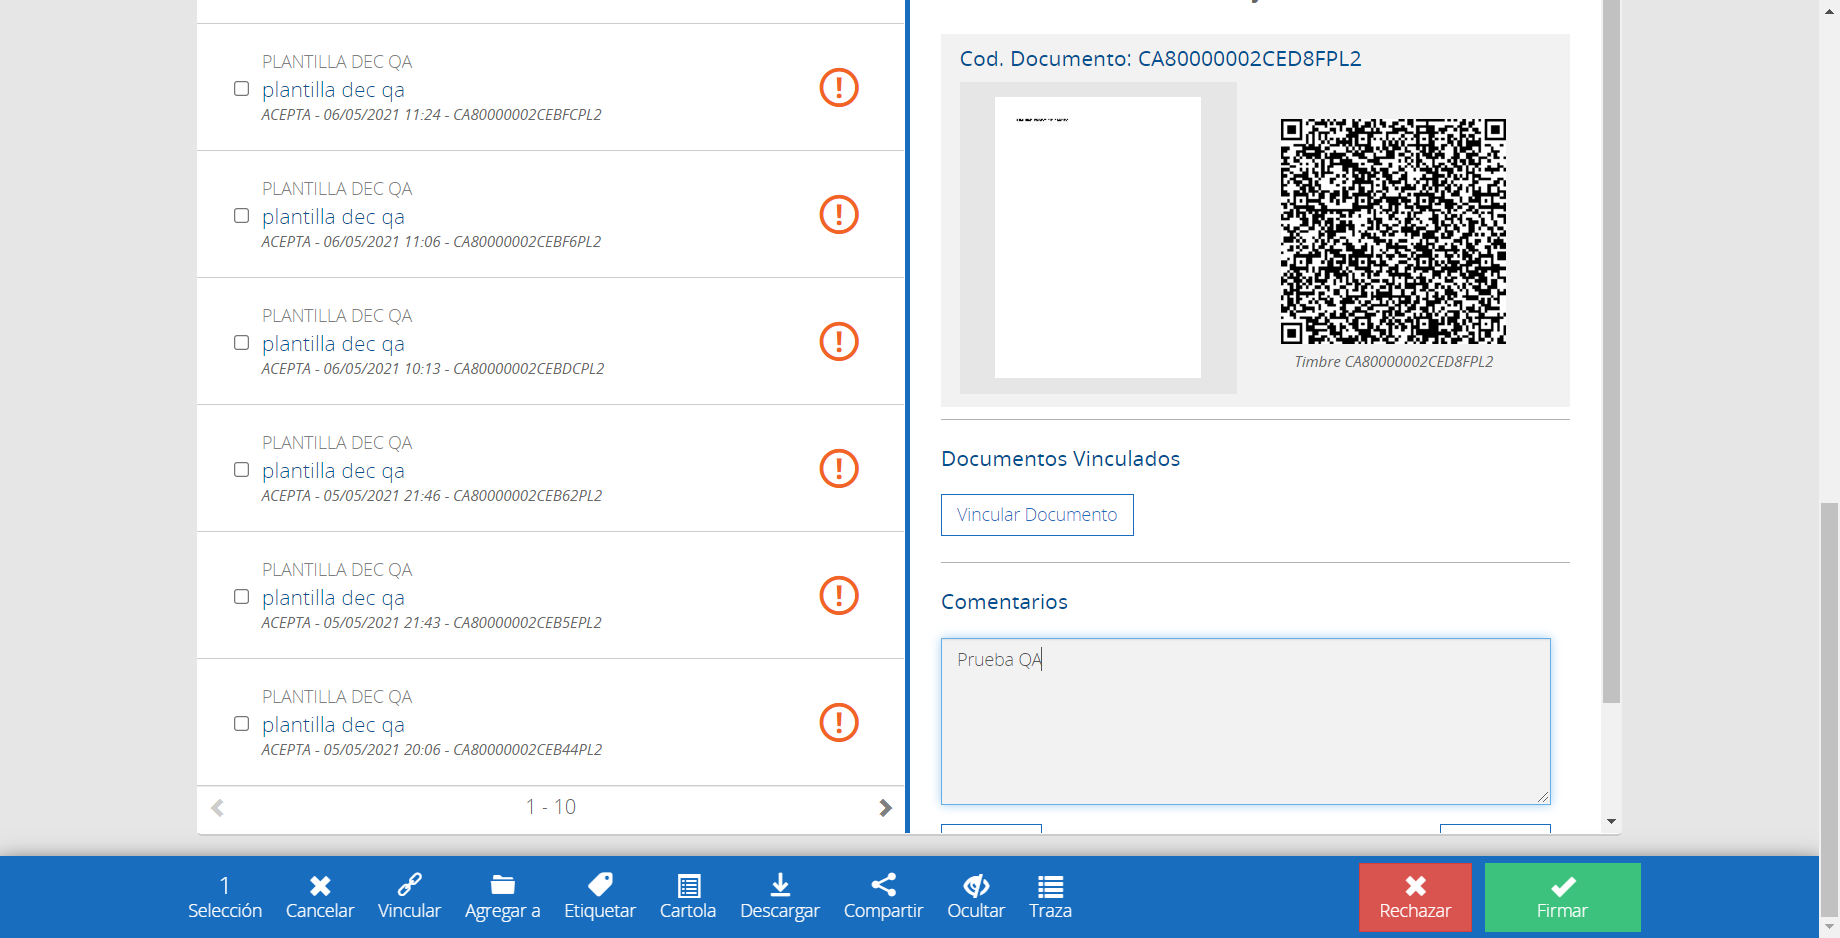 PLANTILLA DEC QA
plantilla dec qa
ACEPTA - 06/05/2021 11:24 - CA80000002CEBFCPL2
PLANTILLA DEC QA
plantilla dec qa
ACEPTA - 06/05/2021 11:06 - CA80000002CEBF6PL2
PLANTILLA DEC QA
plantilla dec qa
ACEPTA - 06/05/2021 10:13 - CA80000002CEBDCPL2
PLANTILLA DEC QA
plantilla dec qa
ACEPTA - 05/05/2021 21:46 - CA80000002CEB62PL2
PLANTILLA DEC QA
plantilla dec qa
ACEPTA - 05/05/2021 21:43 - CA80000002CEB5EPL2
PLANTILLA DEC QA
plantilla dec qa
ACEPTA - 05/05/2021 20:06 - CA80000002CEB44PL2
1 - 10
Cod. Documento: CA80000002CED8FPL2
Timbre CA80000002CED8FPL2
Documentos Vinculados
Vincular Documento
Comentarios
Prueba QA
1
Selección
Cancelar
Vincular
Agregar a
Etiquetar
Cartola
Descargar
Compartir
Ocultar
Traza
Rechazar
Firmar